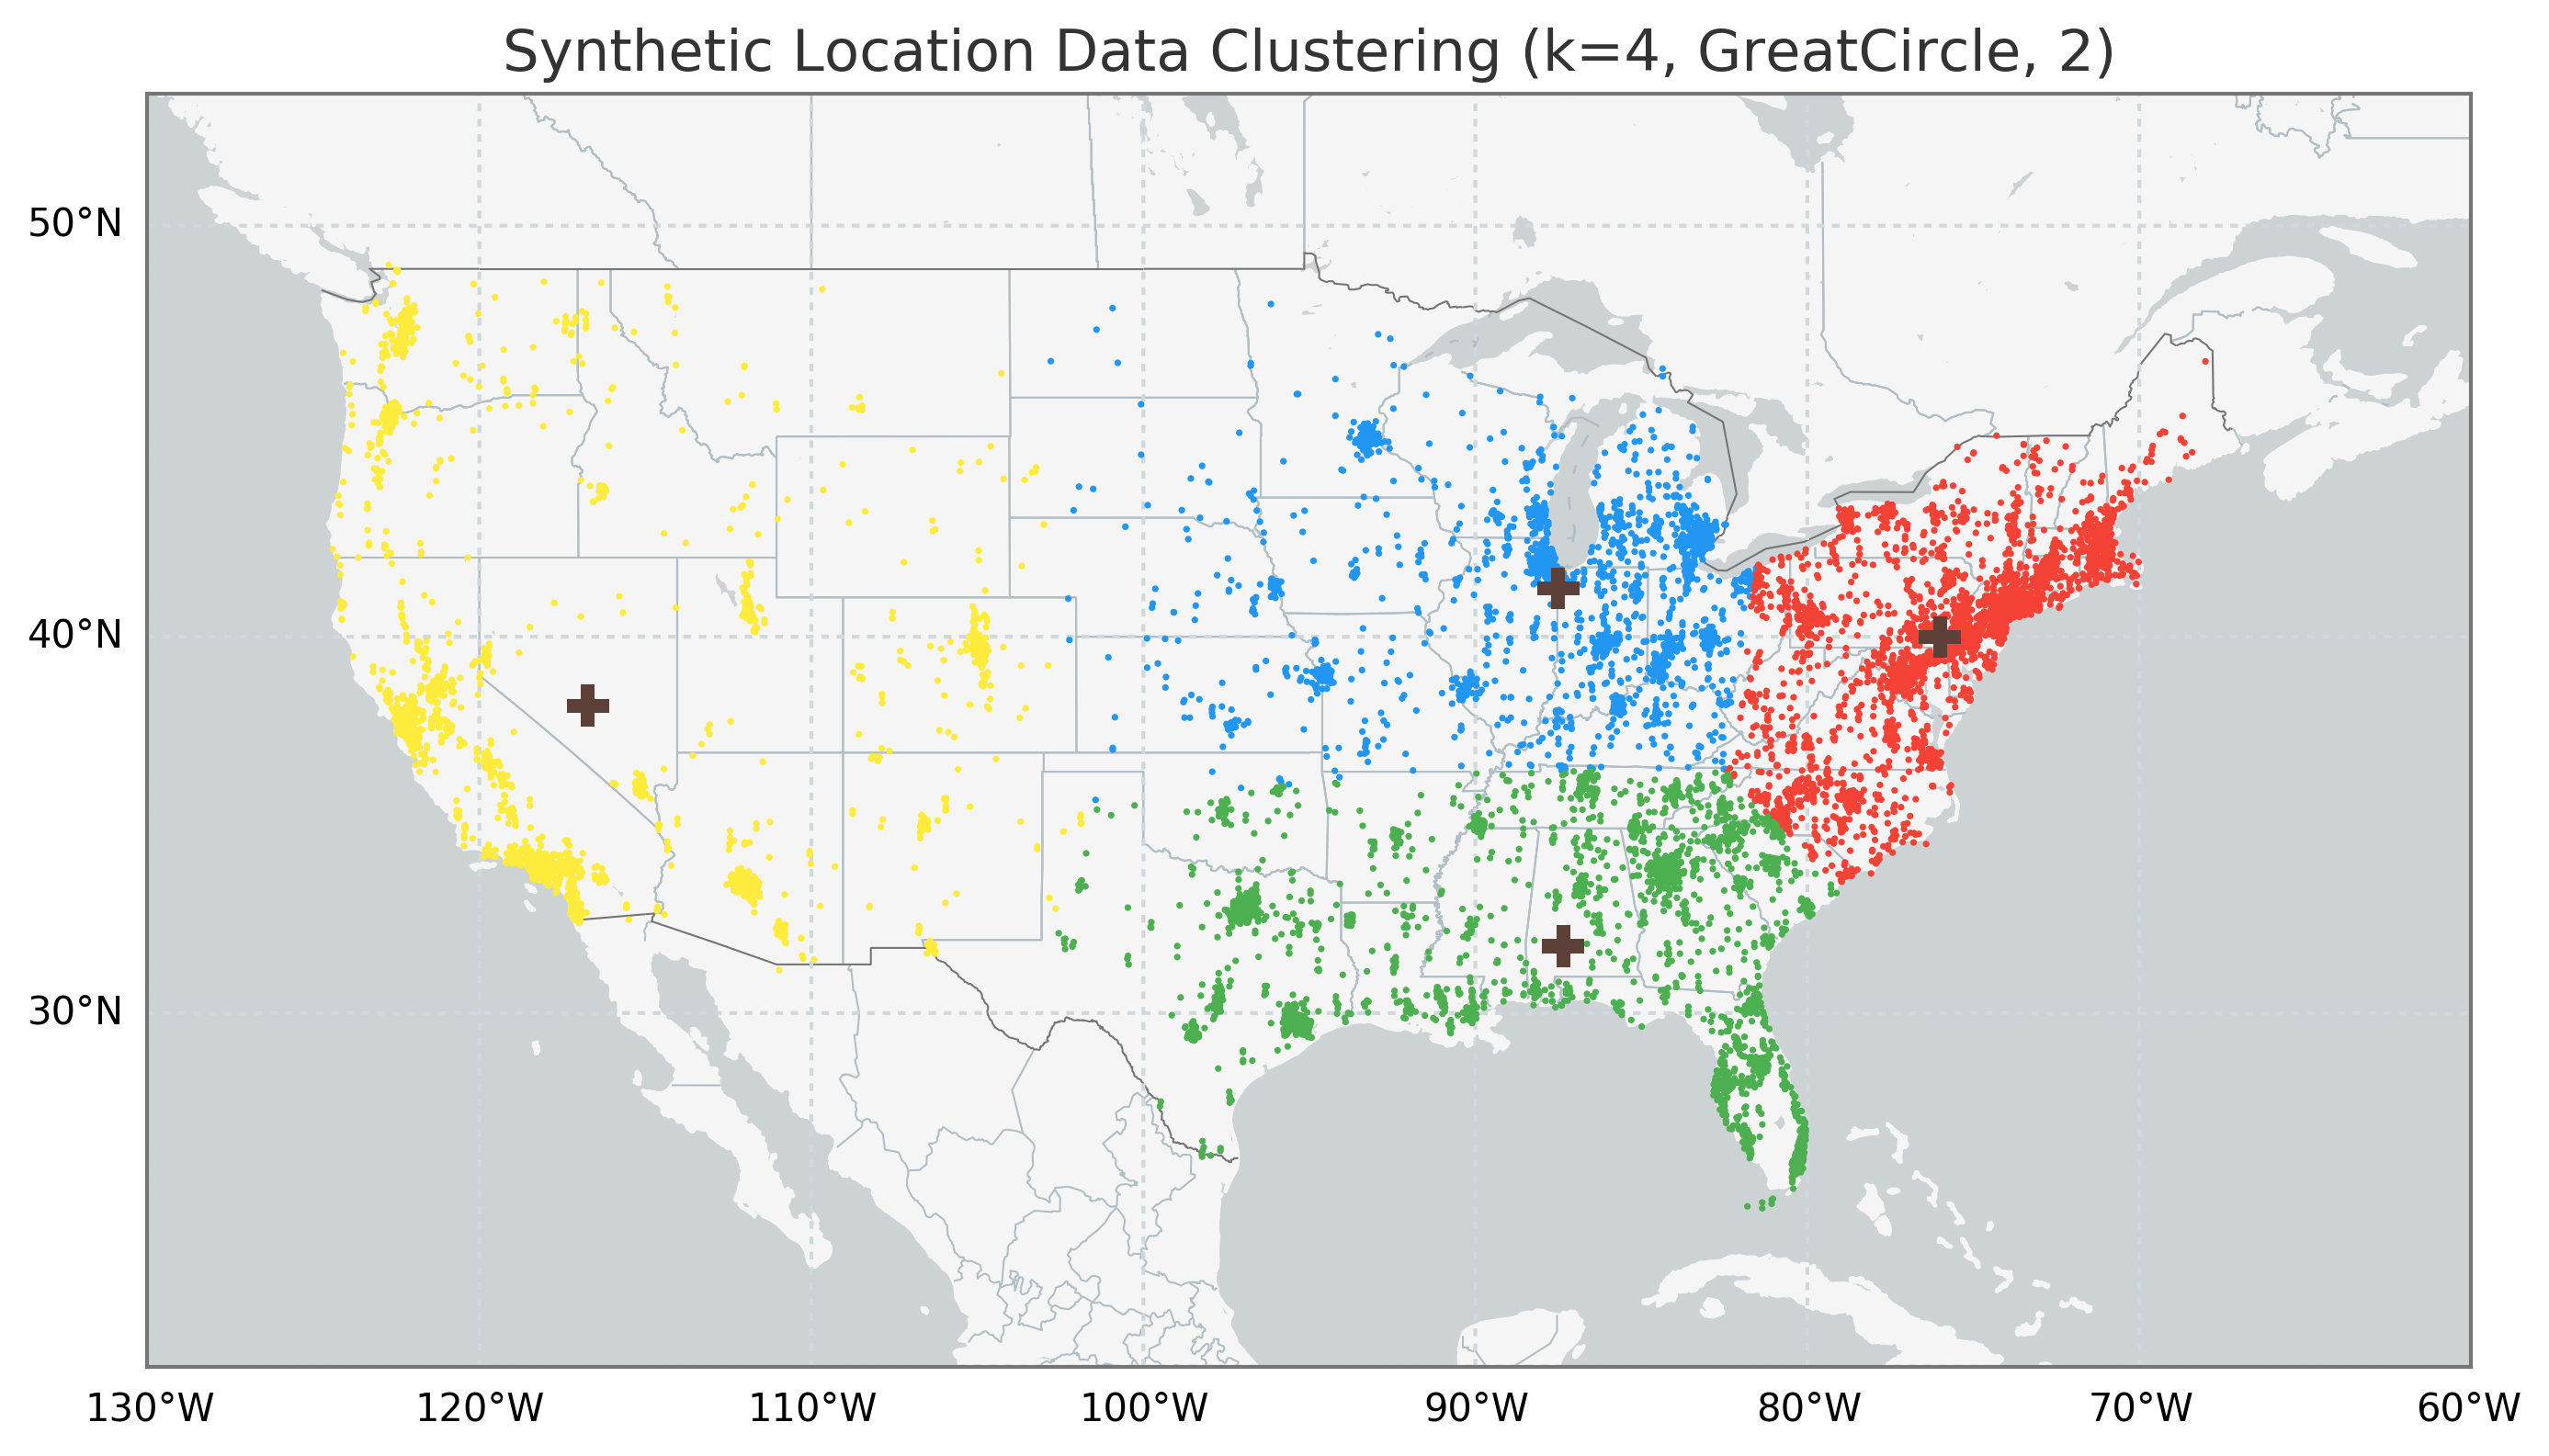 Synthetic Location Data Clustering (k=4, GreatCircle, 2)
50°N
40°N
30°N
130°W 120°W 110°W 100°W 90°W 80°W 70°W 60°W